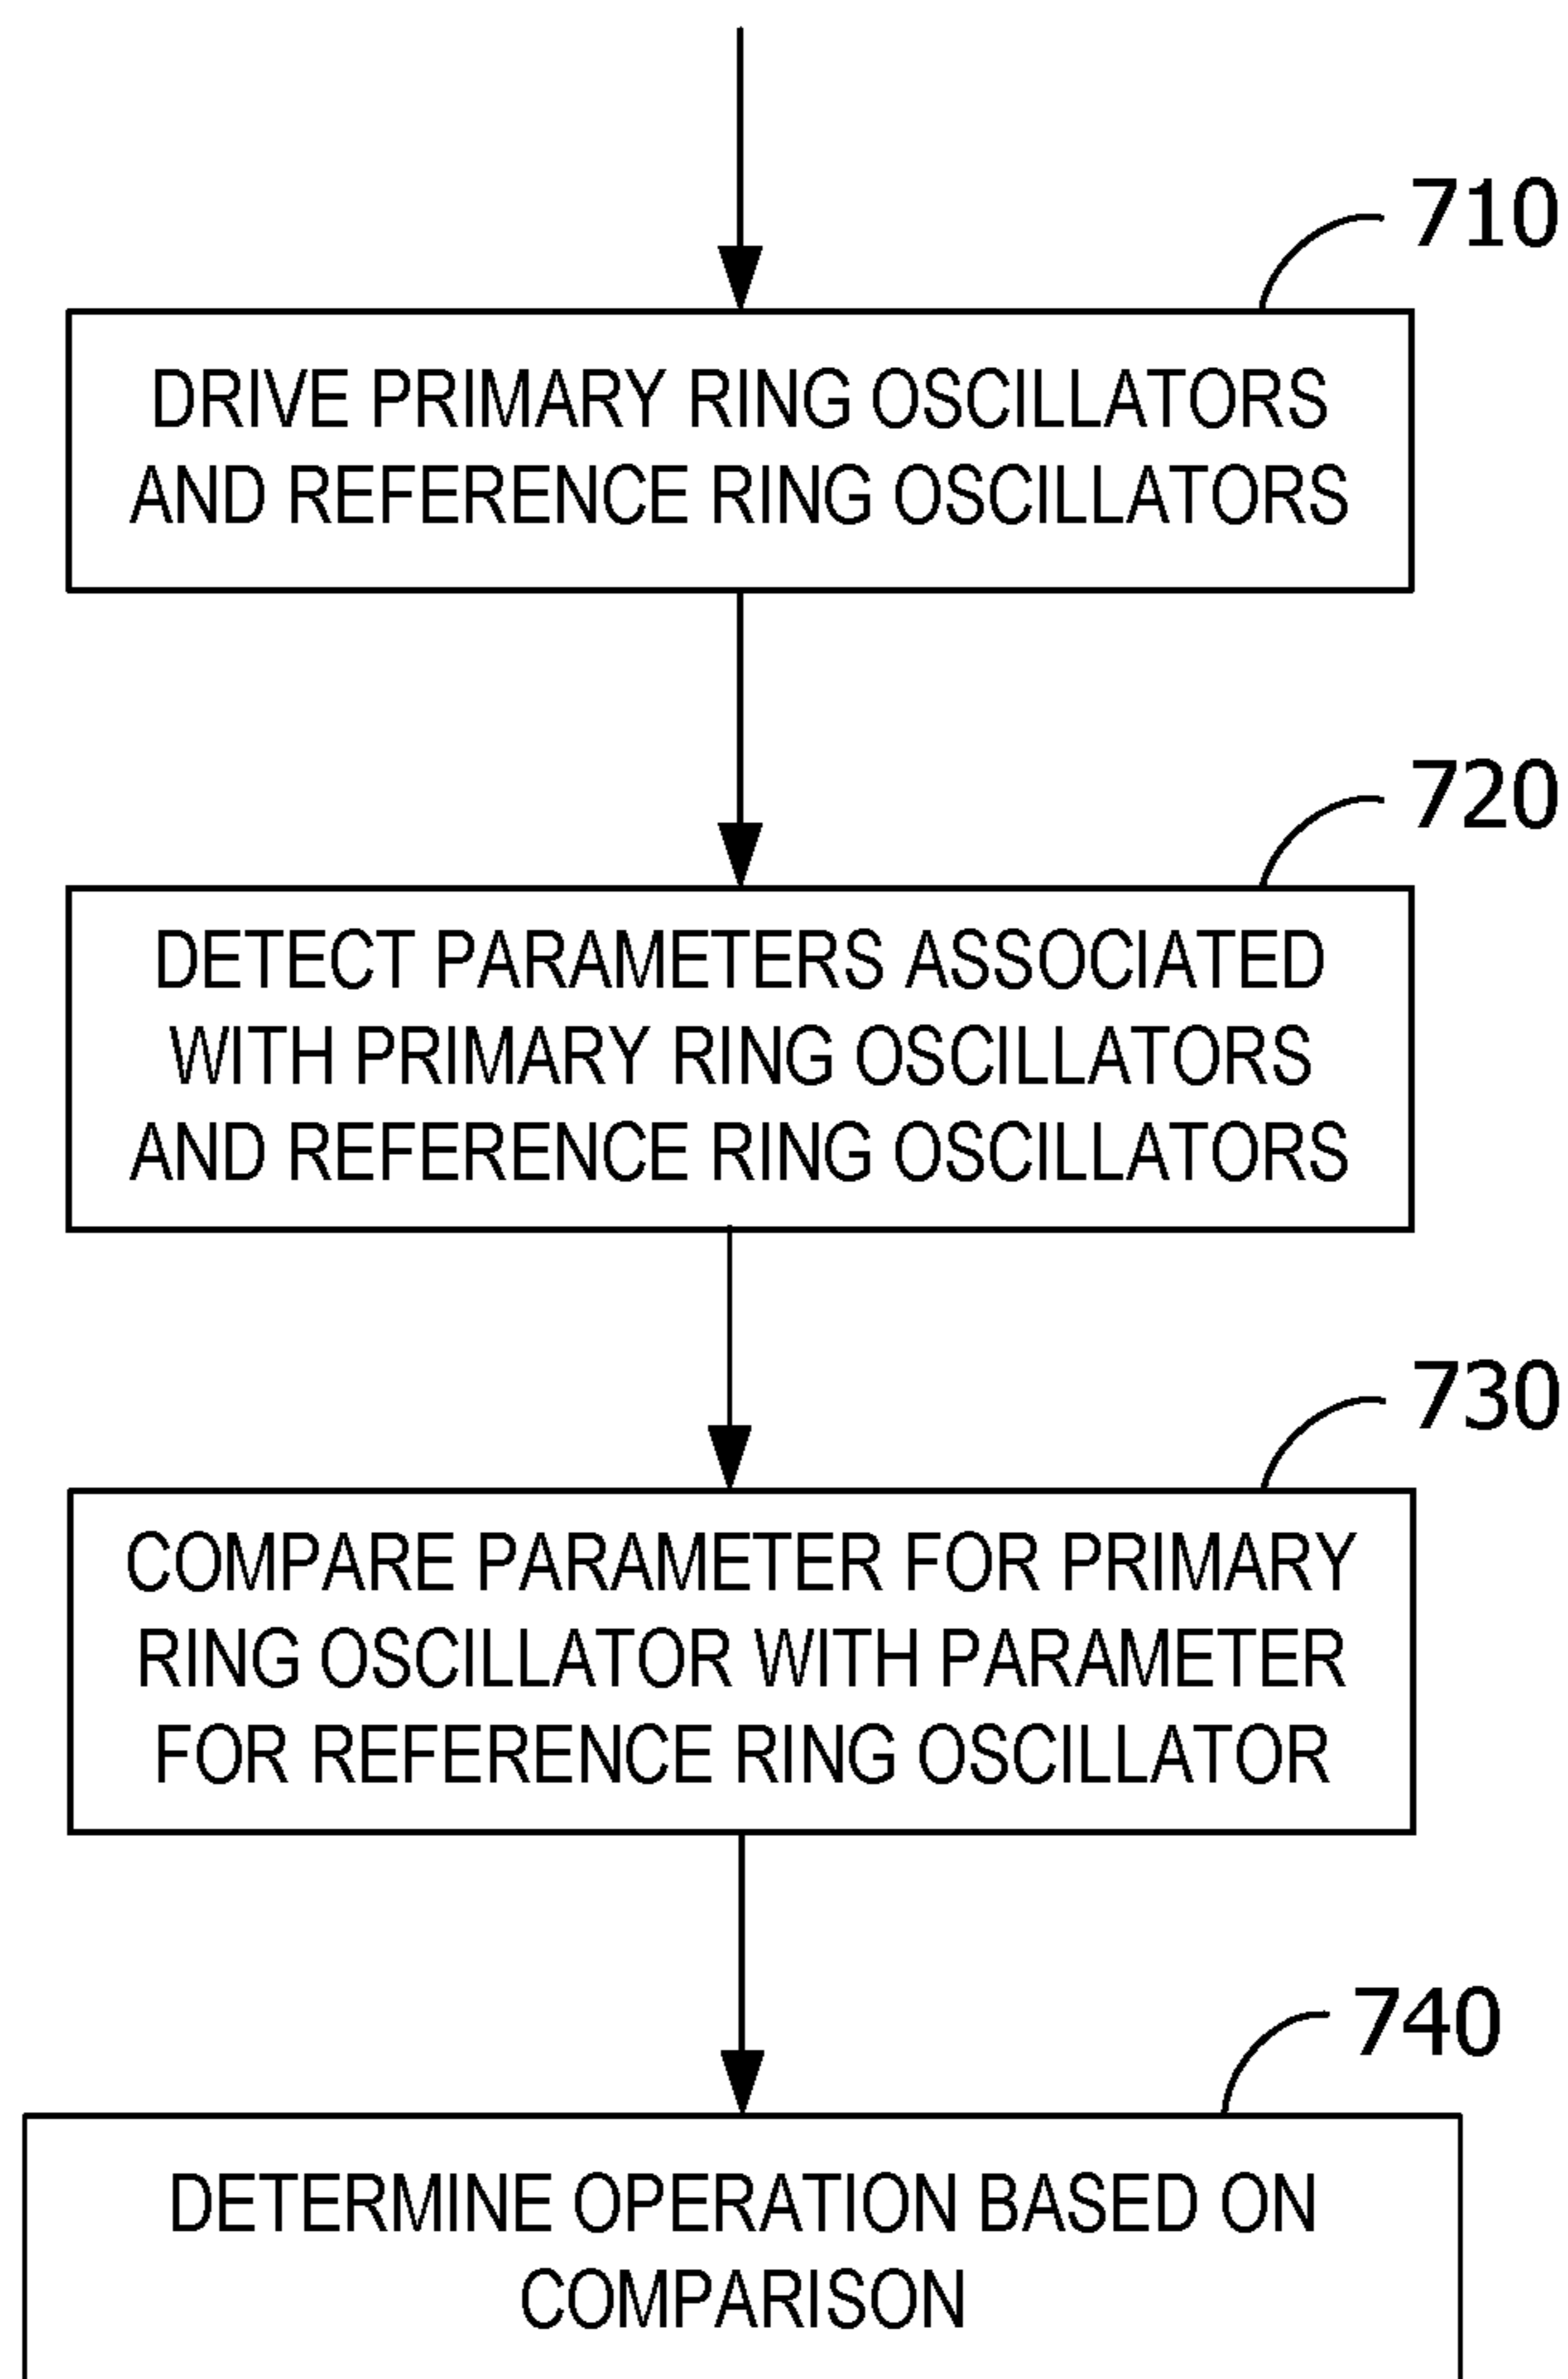 710
DRIVE PRIMARY RING OSCILLATORS
AND REFERENCE RING OSCILLATORS
720
DETECT PARAMETERS ASSOCIATED
WITH PRIMARY RING OSCILLATORS
AND REFERENCE RING OSCILLATORS
730
COMPARE PARAMETER FOR PRIMARY
RING OSCILLATOR WITH PARAMETER
FOR REFERENCE RING OSCILLATOR
740
DETERMINE OPERATION BASED ON
COMPARISON